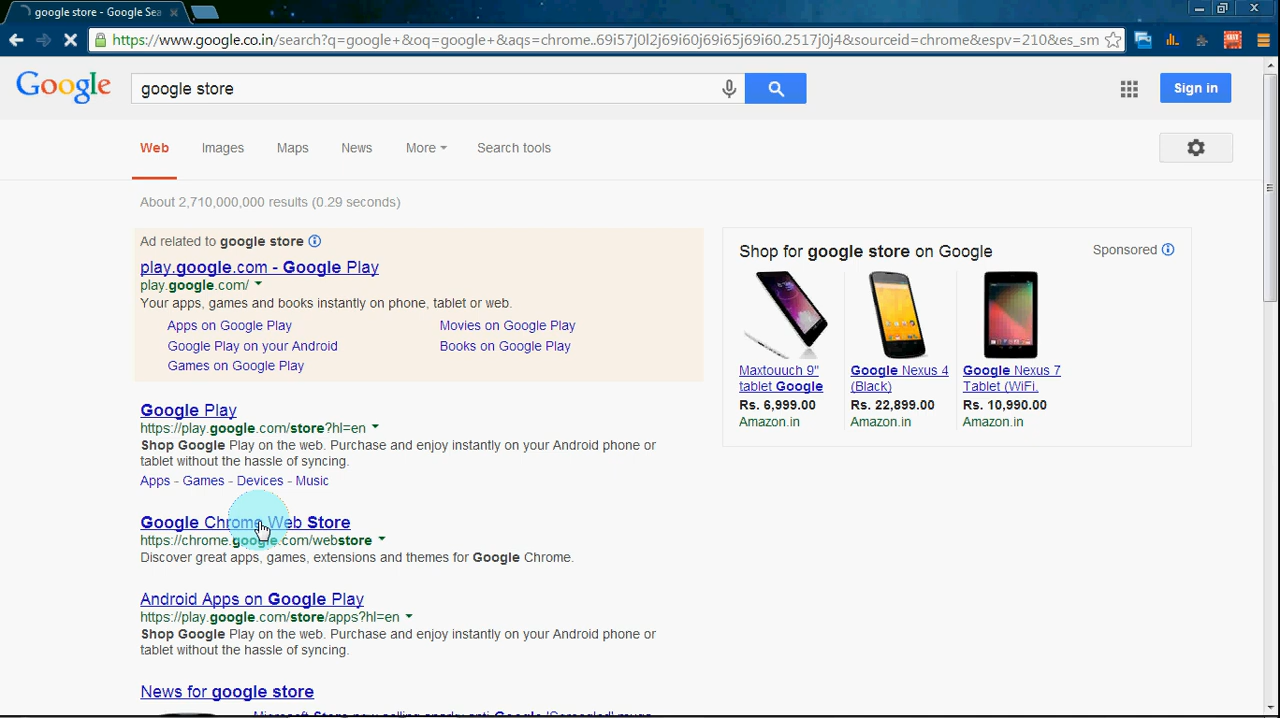 google store - Google Sea
https://www.google.co.in/search?q=google+&oq=google+&aqs=chrome..69i57j0l2j69i60j69i65j69i60.2517j0j4&sourceid=chrome&espv=210&es_sm
Google
google store
Sign in
Web Images Maps News More Search tools
About 2,710,000,000 results (0.29 seconds)
Ad related to google store
play.google.com - Google Play
play.google.com/
Your apps, games and books instantly on phone, tablet or web.
Apps on Google Play Movies on Google Play
Google Play on your Android Books on Google Play
Games on Google Play
Google Play
https://play.google.com/store?hl=en
Shop Google Play on the web. Purchase and enjoy instantly on your Android phone or
tablet without the hassle of syncing.
Apps - Games - Devices - Music
Google Chrome Web Store
https://chrome.google.com/webstore
Discover great apps, games, extensions and themes for Google Chrome.
Android Apps on Google Play
https://play.google.com/store/apps?hl=en
Shop Google Play on the web. Purchase and enjoy instantly on your Android phone or
tablet without the hassle of syncing.
News for google store
Shop for google store on Google Sponsored
Maxtouuch 9"
tablet Google
Rs. 6,999.00
Amazon.in
Google Nexus 4
(Black)
Rs. 22,899.00
Amazon.in
Google Nexus 7
Tablet (WiFi,
Rs. 10,990.00
Amazon.in